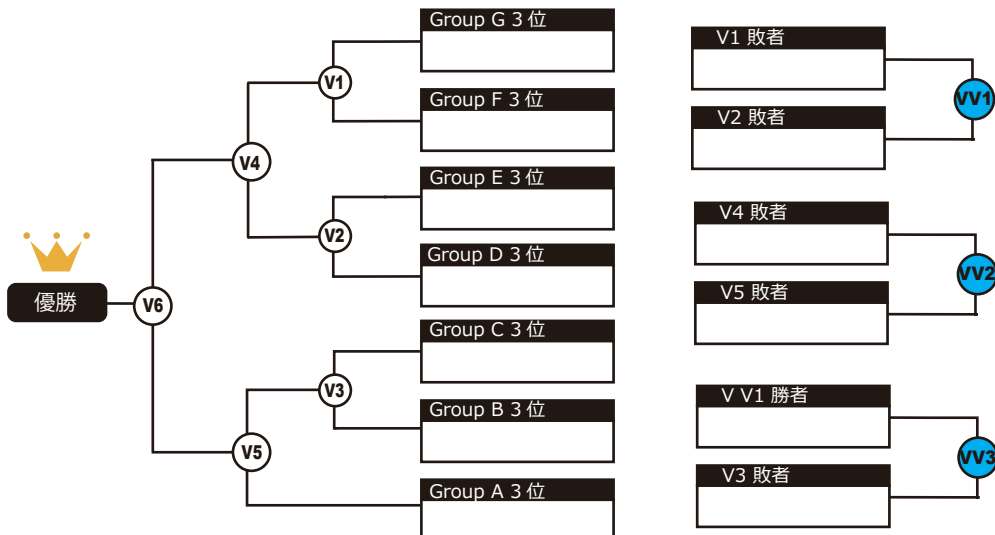 Group G 3 位
V1
Group F 3 位
V4
Group E 3 位
V2
Group D 3 位
優勝
V6
Group C 3 位
V3
Group B 3 位
V5
Group A 3 位
V1 敗者
VV1
V2 敗者
V4 敗者
VV2
V5 敗者
V V1 勝者
VV3
V3 敗者